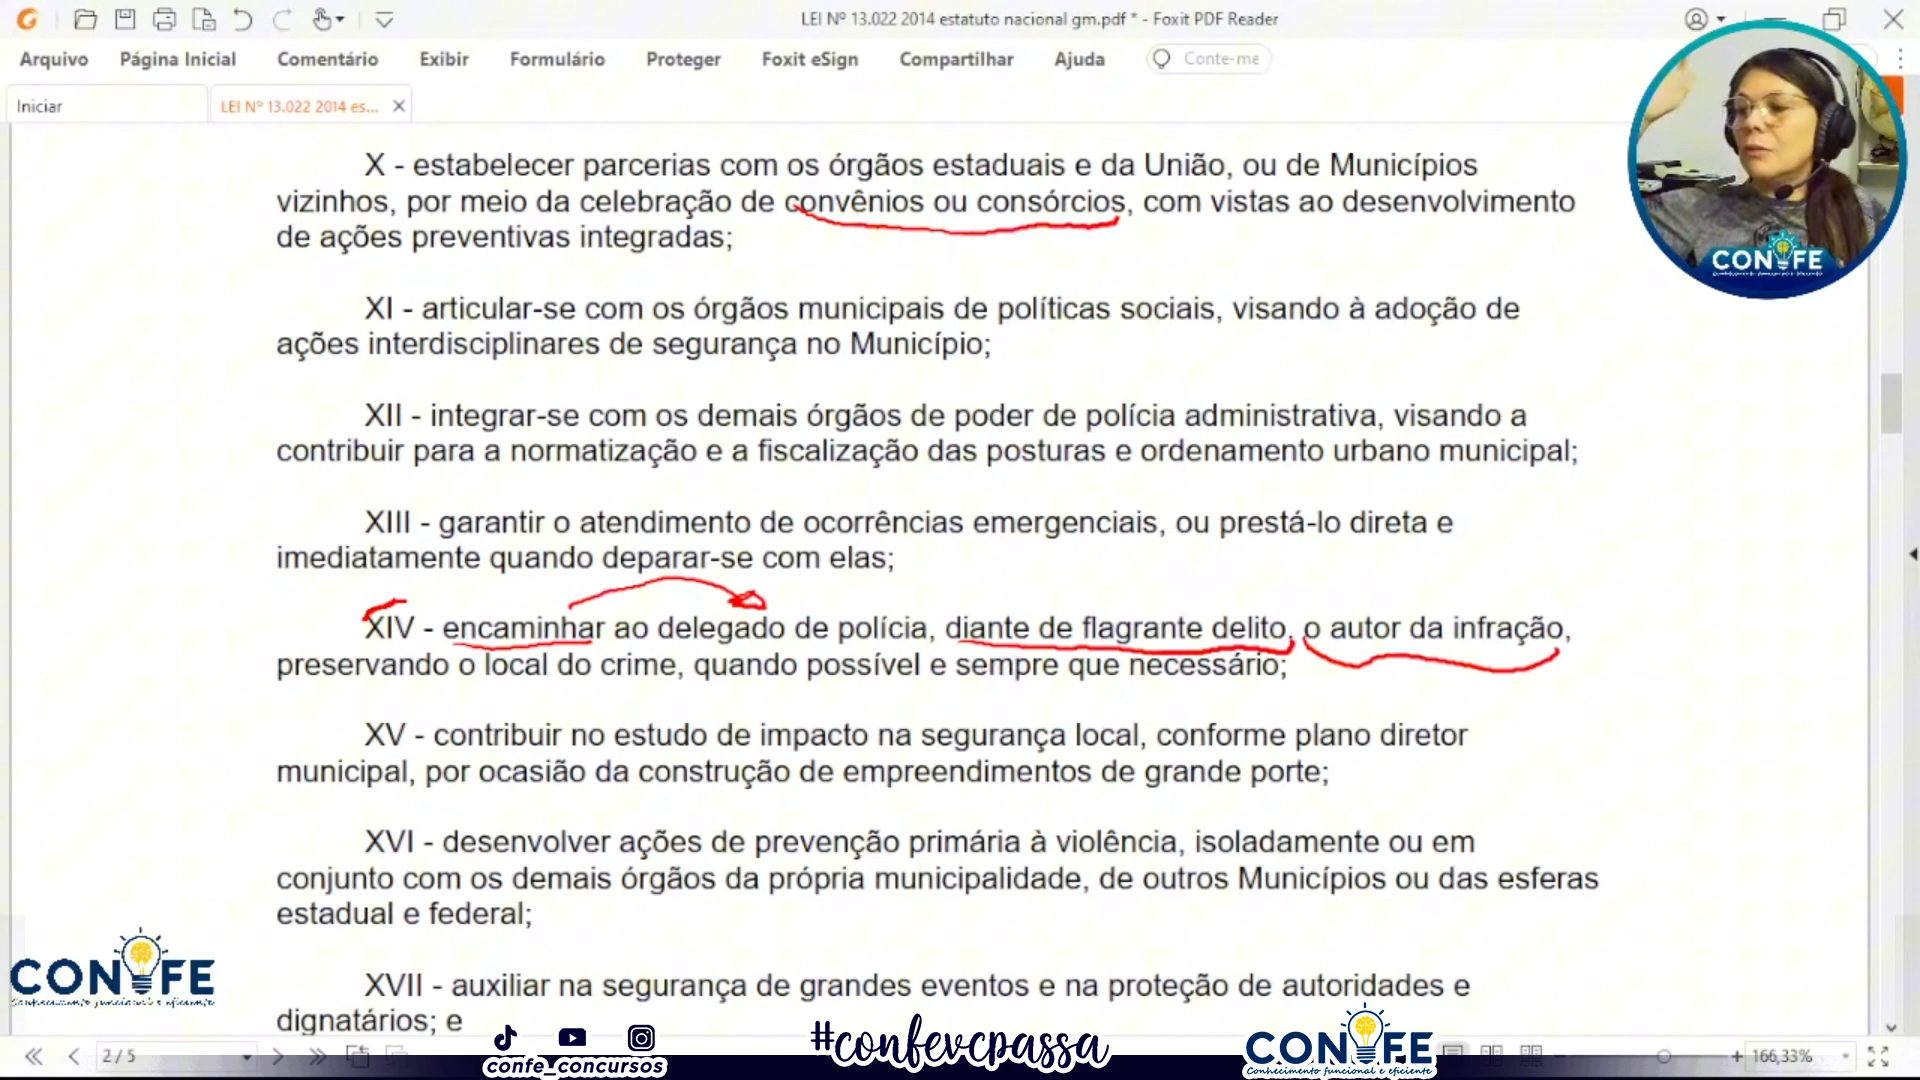 LEI Nº 13.022 2014 estatuto nacional gm.pdf * - Foxit PDF Reader
Arquivo Página Inicial Comentário Exibir Formulário Proteger Foxit eSign Compartilhar Ajuda Conte-me
Iniciar LEI Nº 13.022 2014 es...
X - estabelecer parcerias com os órgãos estaduais e da União, ou de Municípios
vizinhos, por meio da celebração de convênios ou consórcios, com vistas ao desenvolvimento
de ações preventivas integradas;
XI - articular-se com os órgãos municipais de políticas sociais, visando à adoção de
ações interdisciplinares de segurança no Município;
XII - integrar-se com os demais órgãos de poder de polícia administrativa, visando a
contribuir para a normatização e a fiscalização das posturas e ordenamento urbano municipal;
XIII - garantir o atendimento de ocorrências emergenciais, ou prestá-lo direta e
imediatamente quando deparar-se com elas;
XIV - encaminhar ao delegado de polícia, diante de flagrante delito, o autor da infração,
preservando o local do crime, quando possível e sempre que necessário;
XV - contribuir no estudo de impacto na segurança local, conforme plano diretor
municipal, por ocasião da construção de empreendimentos de grande porte;
XVI - desenvolver ações de prevenção primária à violência, isoladamente ou em
conjunto com os demais órgãos da própria municipalidade, de outros Municípios ou das esferas
estadual e federal;
XVII - auxiliar na segurança de grandes eventos e na proteção de autoridades e
dignatários; e
CONFE
CONFE
Conhecimento funcional e eficiente
2 / 5
confe_concursos
#confevcpassa
CONFE
Conhecimento funcional e eficiente
166,33%